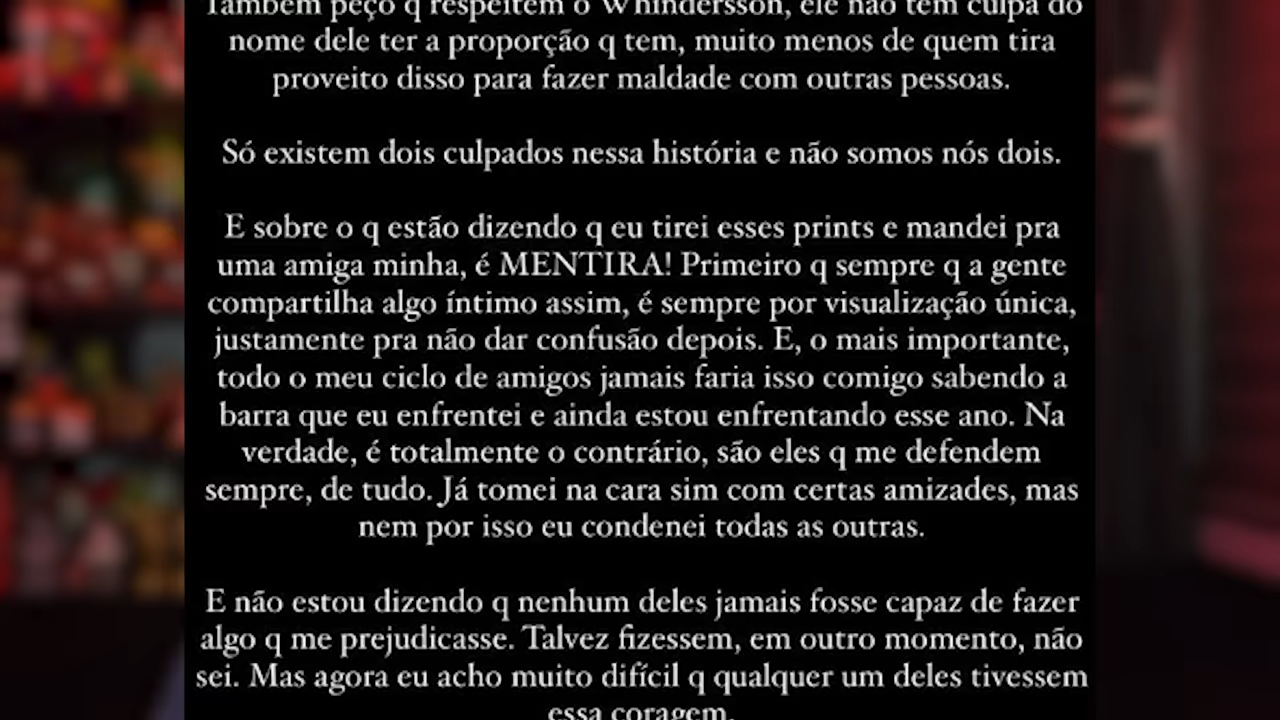 Também peço q respeitem o Whindersson, ele não tem culpa do
nome dele ter a proporção q tem, muito menos de quem tira
proveito disso para fazer maldade com outras pessoas.
Só existem dois culpados nessa história e não somos nós dois.
E sobre o q estão dizendo q eu tirei esses prints e mandei pra
uma amiga minha, é MENTIRA! Primeiro q sempre q a gente
compartilha algo íntimo assim, é sempre por visualização única,
justamente pra não dar confusão depois. E, o mais importante,
todo o meu ciclo de amigos jamais faria isso comigo sabendo a
barra que eu enfrentei e ainda estou enfrentando esse ano. Na
verdade, é totalmente o contrário, são eles q me defendem
sempre, de tudo. Já tomei na cara sim com certas amizades, mas
nem por isso eu condenei todas as outras.
E não estou dizendo q nenhum deles jamais fosse capaz de fazer
algo q me prejudicasse. Talvez fizessem, em outro momento, não
sei. Mas agora eu acho muito difícil q qualquer um deles tivessem
essa coragem.